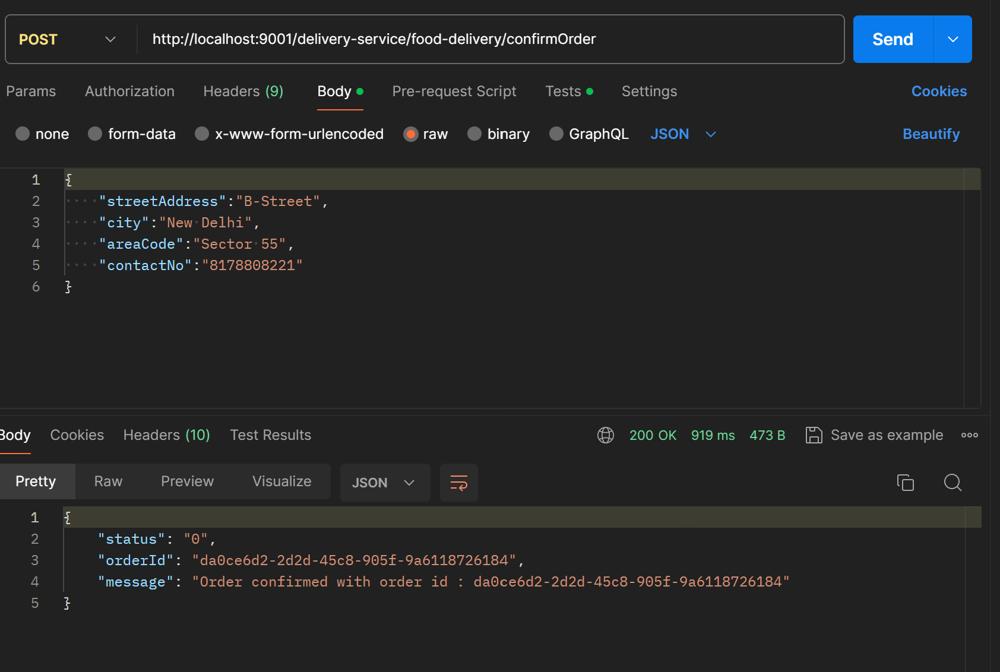 POST http://localhost:9001/delivery-service/food-delivery/confirmOrder Send
Params Authorization Headers (9) Body Pre-request Script Tests Settings Cookies
none form-data x-www-form-urlencoded raw binary GraphQL JSON Beautify
1 {
2 "streetAddress":"B-Street",
3 "city":"New Delhi",
4 "areaCode":"Sector 55",
5 "contactNo":"8178808221"
6 }
Body Cookies Headers (10) Test Results 200 OK 919 ms 473 B Save as example
Pretty Raw Preview Visualize JSON
1 {
2 "status": "0",
3 "orderId": "da0ce6d2-2d2d-45c8-905f-9a6118726184",
4 "message": "Order confirmed with order id : da0ce6d2-2d2d-45c8-905f-9a6118726184"
5 }